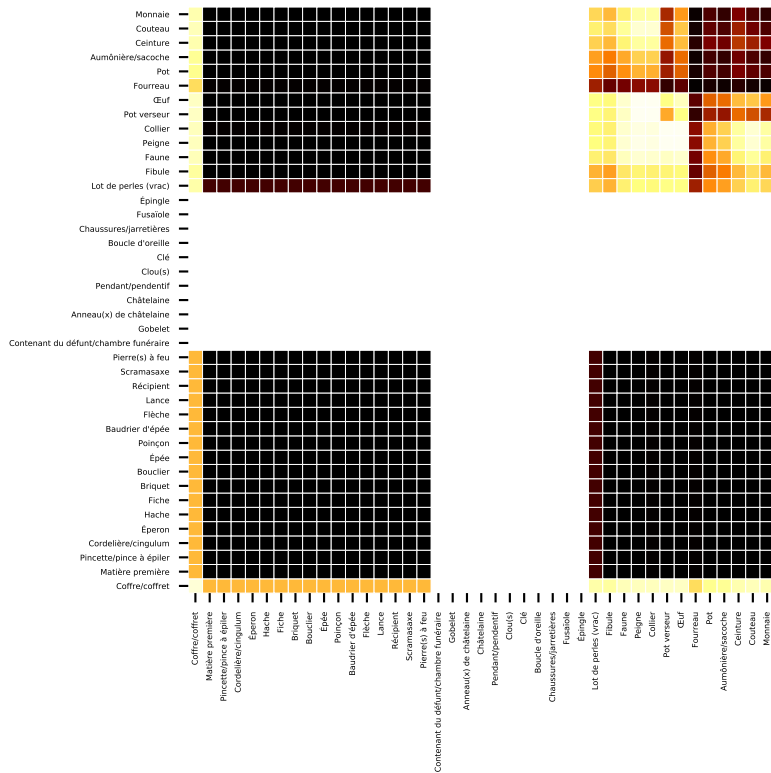 Monnaie
Couteau
Ceinture
Aumônière/sacoche
Pot
Fourreau
Œuf
Pot verseur
Collier
Peigne
Faune
Fibule
Lot de perles (vrac)
Épingle
Fusaïole
Chaussures/jarretières
Boucle d'oreille
Clé
Clou(s)
Pendant/pendentif
Châtelaine
Anneau(x) de châtelaine
Gobelet
Contenant du défunt/chambre funéraire
Pierre(s) à feu
Scramasaxe
Récipient
Lance
Flèche
Baudrier d'épée
Poinçon
Épée
Bouclier
Briquet
Fiche
Hache
Éperon
Cordelière/cingulum
Pincette/pince à épiler
Matière première
Coffre/coffret
Coffre/coffret
Matière première
Pincette/pince à épiler
Cordelière/cingulum
Éperon
Hache
Fiche
Briquet
Bouclier
Épée
Poinçon
Baudrier d'épée
Flèche
Lance
Récipient
Scramasaxe
Pierre(s) à feu
Contenant du défunt/chambre funéraire
Gobelet
Anneau(x) de châtelaine
Châtelaine
Pendant/pendentif
Clou(s)
Clé
Boucle d'oreille
Chaussures/jarretières
Fusaïole
Épingle
Lot de perles (vrac)
Fibule
Faune
Peigne
Collier
Pot verseur
Œuf
Fourreau
Pot
Aumônière/sacoche
Ceinture
Couteau
Monnaie